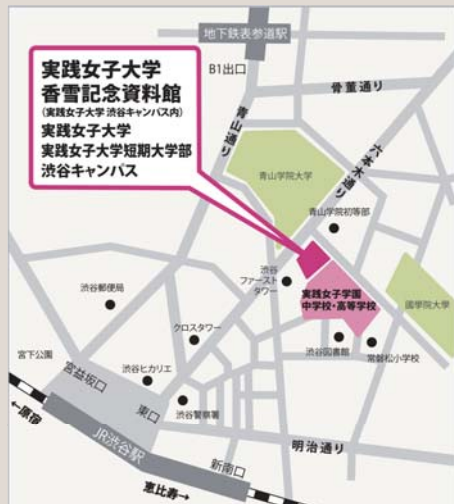 地下鉄表参道駅
B1出口
実践女子大学
香雪記念資料館
(実践女子大学 渋谷キャンパス内)
実践女子大学
実践女子大学短期大学部
渋谷キャンパス
骨董通り
青山通り
六本木通り
青山学院大学
青山学院初等部
渋谷
ファースト
タワー
実践女子学園
中学校・高等学校
國學院大学
渋谷郵便局
クロスタワー
渋谷図書館
常磐松小学校
宮下公園
宮益坂口
渋谷ヒカリエ
東口
渋谷警察署
明治通り
←原宿
JR渋谷駅
新南口
恵比寿→